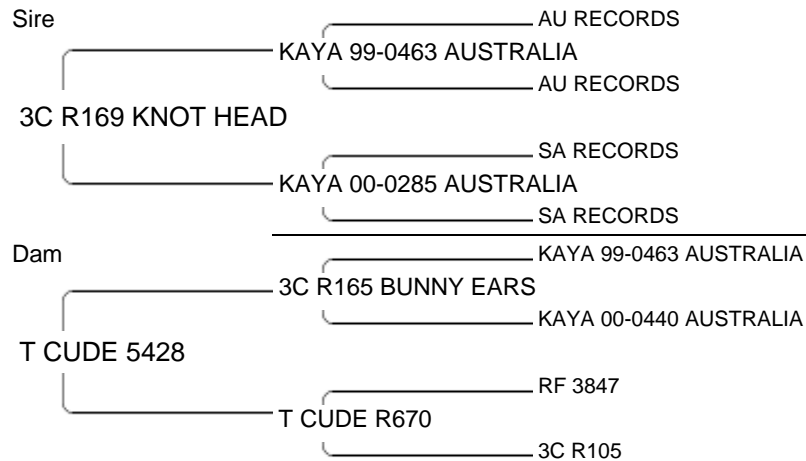 Sire
AU RECORDS
KAYA 99-0463 AUSTRALIA
AU RECORDS
3C R169 KNOT HEAD
SA RECORDS
KAYA 00-0285 AUSTRALIA
SA RECORDS
Dam
KAYA 99-0463 AUSTRALIA
3C R165 BUNNY EARS
KAYA 00-0440 AUSTRALIA
T CUDE 5428
RF 3847
T CUDE R670
3C R105